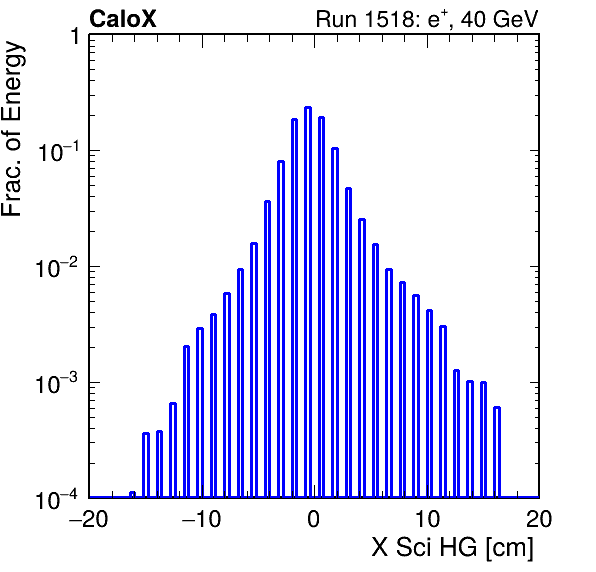 CaloX Run 1518: e⁺, 40 GeV
Frac. of Energy
1
10⁻¹
10⁻²
10⁻³
10⁻⁴
−20 −10 0 10 20
X Sci HG [cm]